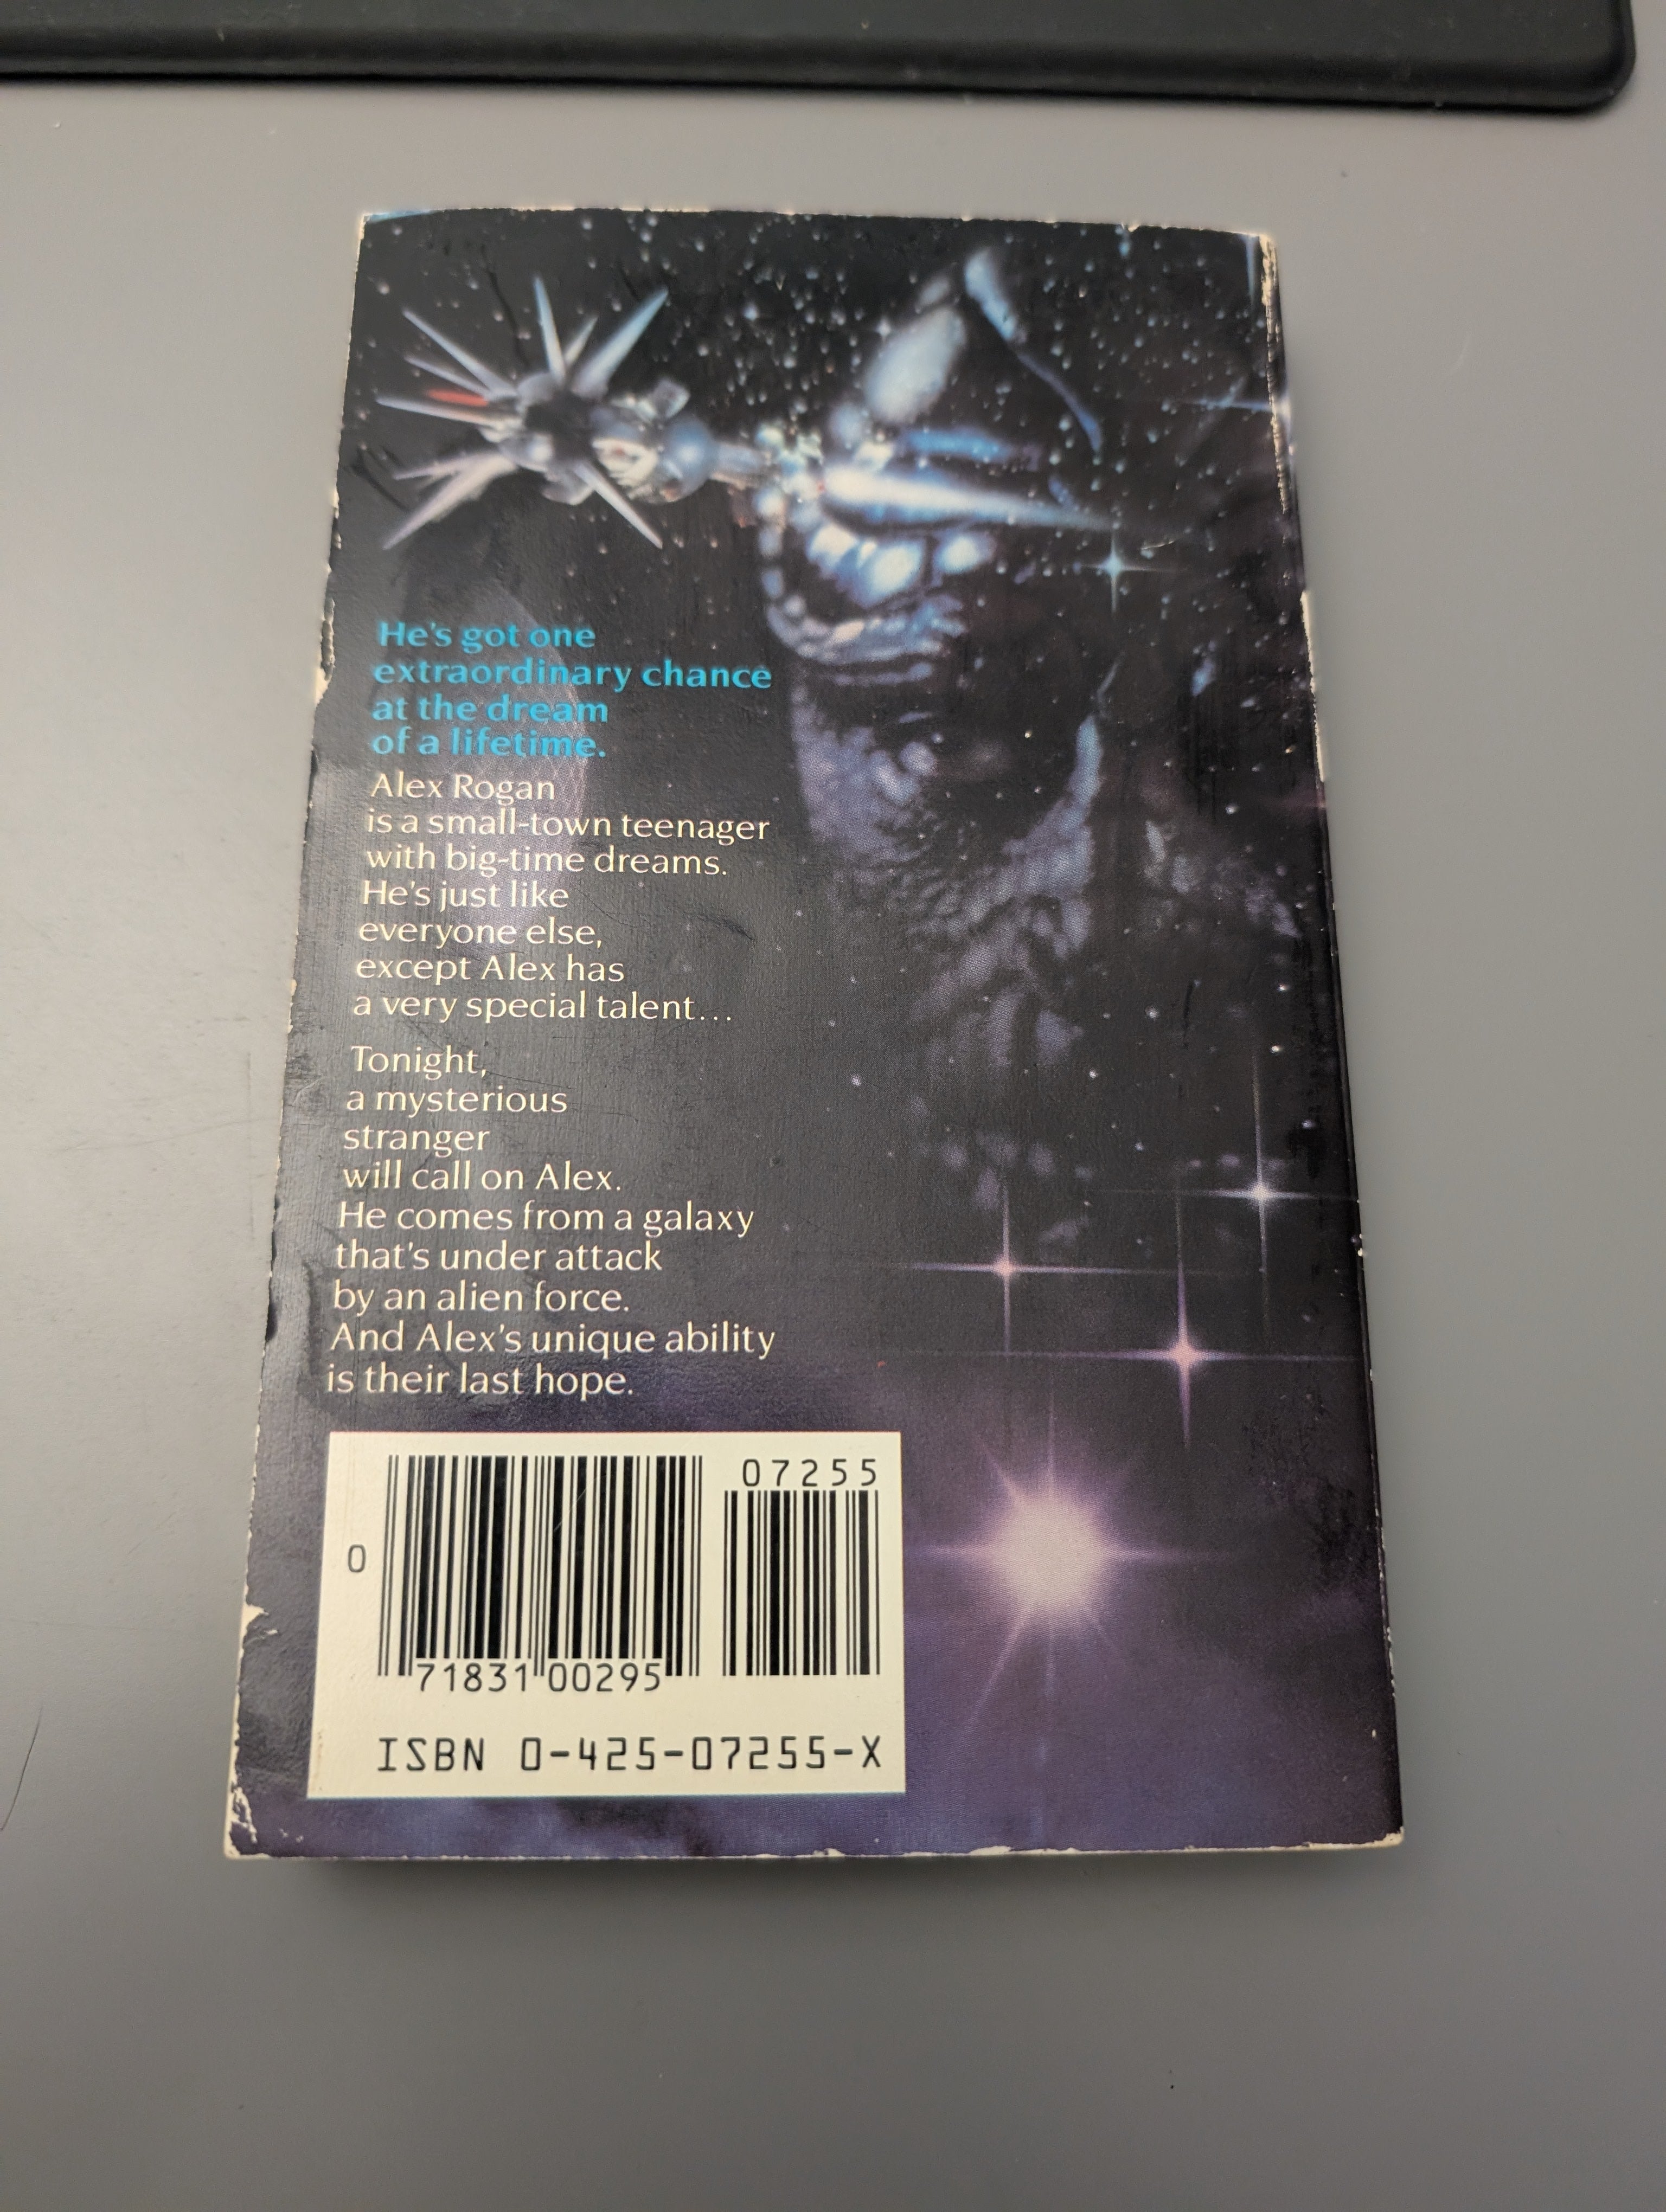 He's got one
extraordinary chance
at the dream
of a lifetime.
Alex Rogan
is a small-town teenager
with big-time dreams.
He's just like
everyone else,
except Alex has
a very special talent...
Tonight,
a mysterious
stranger
will call on Alex.
He comes from a galaxy
that's under attack
by an alien force.
And Alex's unique ability
is their last hope.
07255
0
71831 00295
ISBN 0-425-07255-X